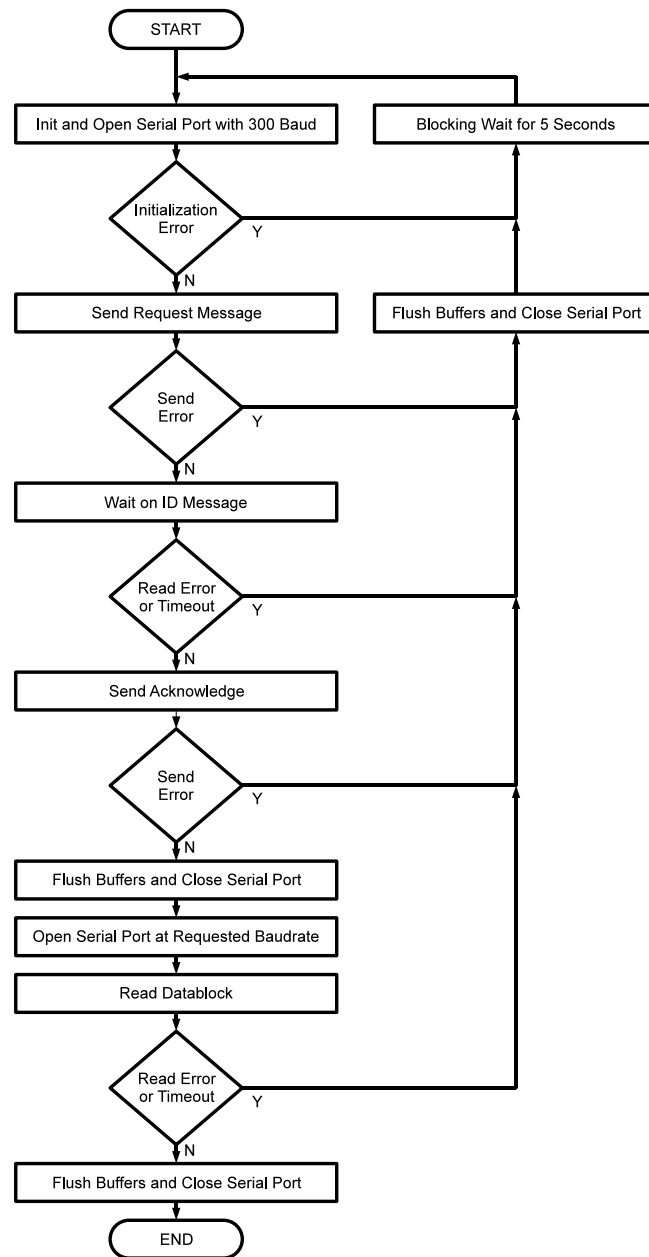 START
Init and Open Serial Port with 300 Baud
Blocking Wait for 5 Seconds
Initialization
Error
Y
N
Send Request Message
Flush Buffers and Close Serial Port
Send
Error
Y
N
Wait on ID Message
Read Error
or Timeout
Y
N
Send Acknowledge
Send
Error
Y
N
Flush Buffers and Close Serial Port
Open Serial Port at Requested Baudrate
Read Datablock
Read Error
or Timeout
Y
N
Flush Buffers and Close Serial Port
END